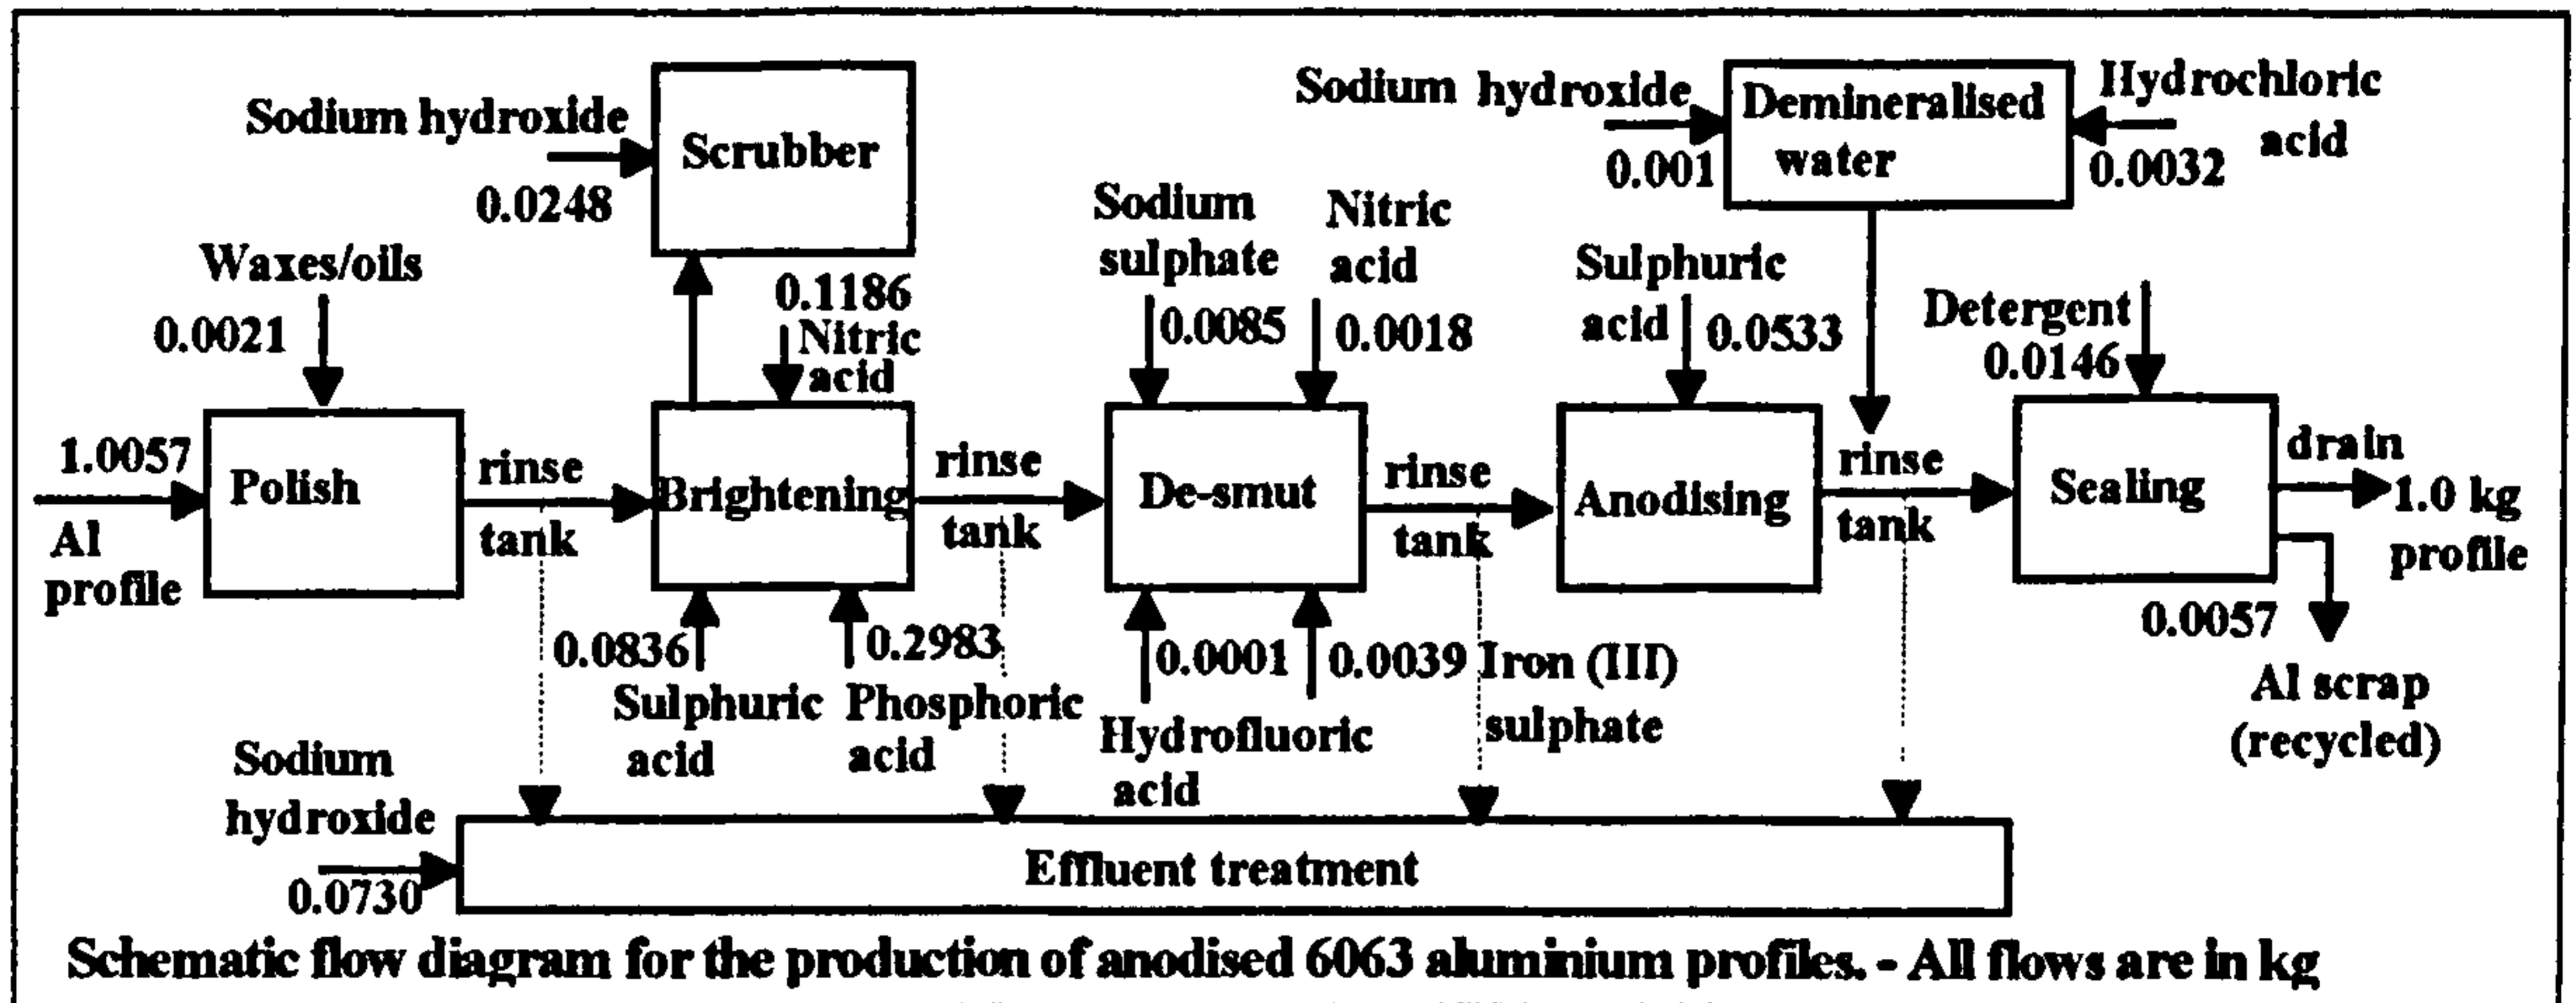 Sodium hydroxide
0.0248
Scrubber
Sodium hydroxide
0.001
Demineralised
water
Hydrochloric
acid
0.0032
Waxes/oils
0.0021
0.1186
Nitric
acid
Sodium
sulphate
0.0085
Nitric
acid
0.0018
Sulphuric
acid
0.0533
Detergent
0.0146
1.0057
Al
profile
Polish
rinse
tank
Brightening
rinse
tank
De-smut
rinse
tank
Anodising
rinse
tank
Sealing
drain
1.0 kg
profile
0.0057
Al scrap
(recycled)
0.0836
Sulphuric
acid
0.2983
Phosphoric
acid
0.0001
Hydrofluoric
acid
0.0039
Iron (III)
sulphate
Sodium
hydroxide
0.0730
Effluent treatment
Schematic flow diagram for the production of anodised 6063 aluminium profiles. - All flows are in kg